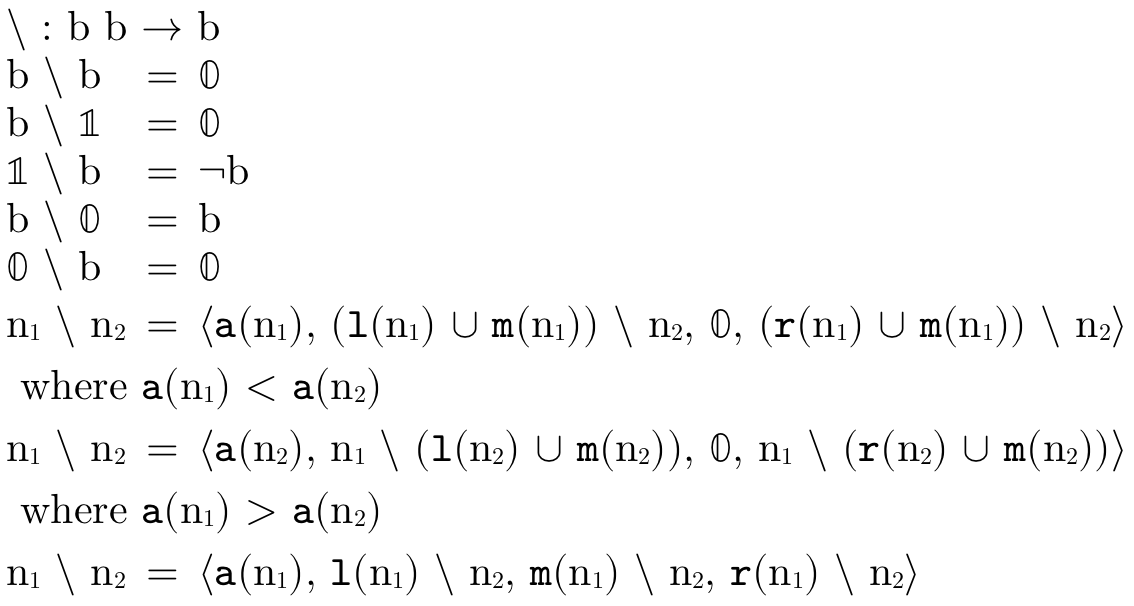 \ : b b → b
b \ b = 𝟘
b \ 𝟙 = 𝟘
𝟙 \ b = ¬b
b \ 𝟘 = b
𝟘 \ b = 𝟘
n₁ \ n₂ = ⟨a(n₁), (l(n₁) ∪ m(n₁)) \ n₂, 𝟘, (r(n₁) ∪ m(n₁)) \ n₂⟩
where a(n₁) < a(n₂)
n₁ \ n₂ = ⟨a(n₂), n₁ \ (l(n₂) ∪ m(n₂)), 𝟘, n₁ \ (r(n₂) ∪ m(n₂))⟩
where a(n₁) > a(n₂)
n₁ \ n₂ = ⟨a(n₁), l(n₁) \ n₂, m(n₁) \ n₂, r(n₁) \ n₂⟩